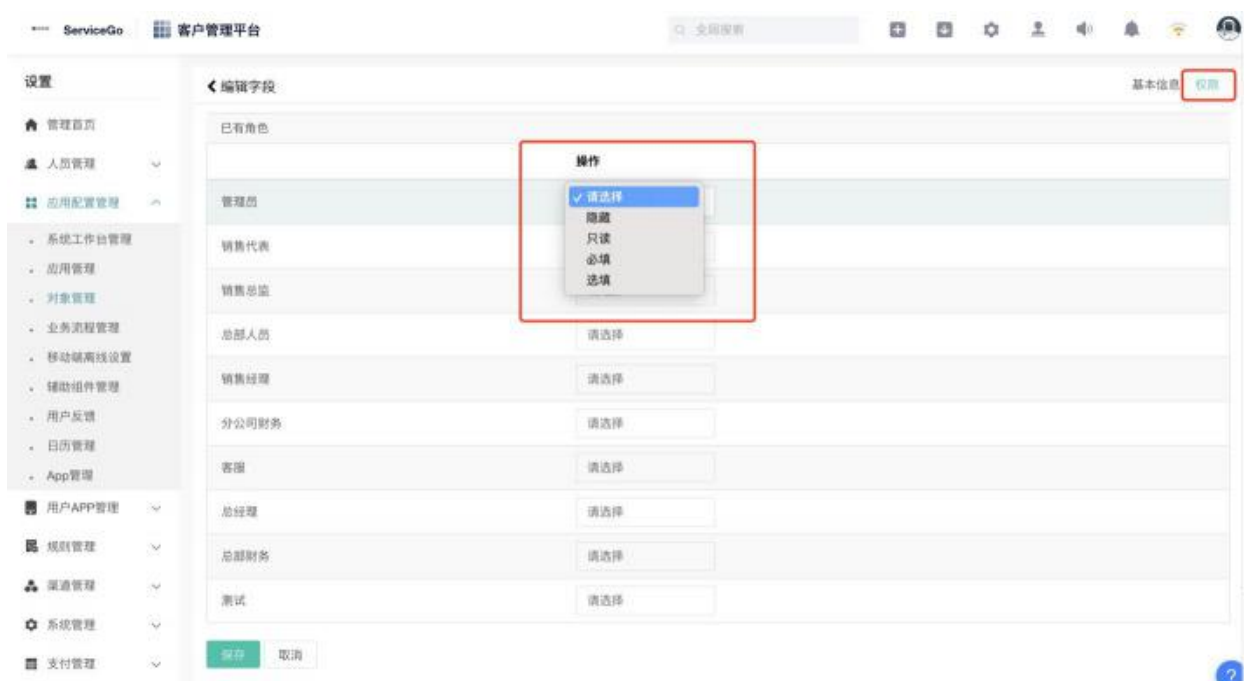 ServiceGo
客户管理平台
全局搜索
设置
编辑字段
基本信息
权限
管理首页
人员管理
应用配置管理
系统工作台管理
应用管理
对象管理
业务流程管理
移动端离线设置
辅助组件管理
用户反馈
日历管理
App管理
用户APP管理
规则管理
渠道管理
系统管理
支付管理
已有角色
操作
管理员
请选择
隐藏
只读
必填
选填
销售代表
销售总监
总部人员
请选择
销售经理
请选择
分公司财务
请选择
客服
请选择
总经理
请选择
总部财务
请选择
测试
请选择
保存
取消
?